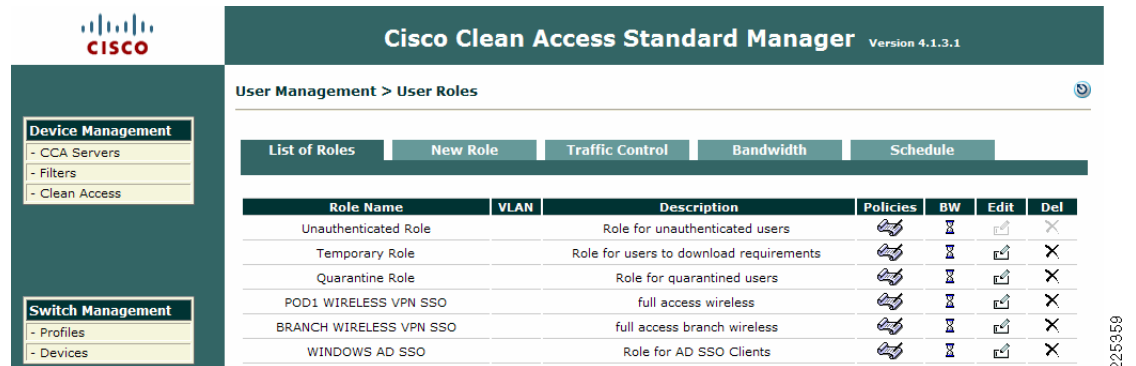 CISCO
Cisco Clean Access Standard Manager Version 4.1.3.1
User Management > User Roles
Device Management
- CCA Servers
- Filters
- Clean Access
Switch Management
- Profiles
- Devices
List of Roles New Role Traffic Control Bandwidth Schedule
Role Name VLAN Description Policies BW Edit Del
Unauthenticated Role Role for unauthenticated users
Temporary Role Role for users to download requirements
Quarantine Role Role for quarantined users
POD1 WIRELESS VPN SSO full access wireless
BRANCH WIRELESS VPN SSO full access branch wireless
WINDOWS AD SSO Role for AD SSO Clients
225359